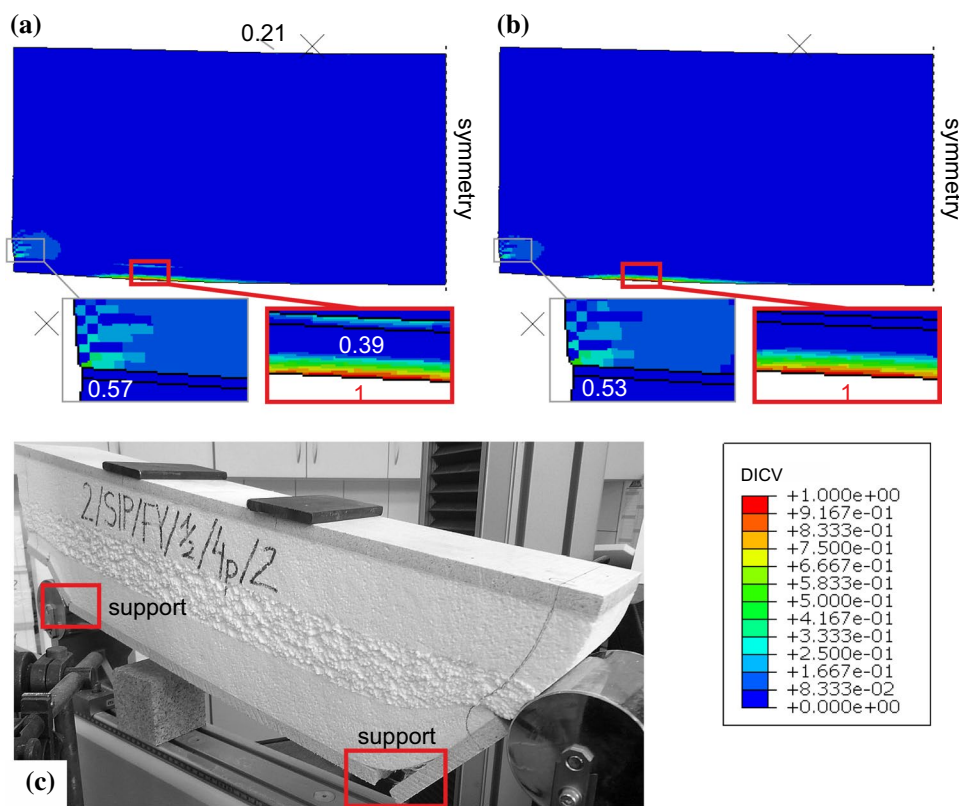 (a)
0.21
symmetry
0.57
0.39
1
(b)
symmetry
0.53
1
2/SIP/FY/1/2/4p/2
support
support
(c)
DICV
+1.000e+00
+9.167e-01
+8.333e-01
+7.500e-01
+6.667e-01
+5.833e-01
+5.000e-01
+4.167e-01
+3.333e-01
+2.500e-01
+1.667e-01
+8.333e-02
+0.000e+00